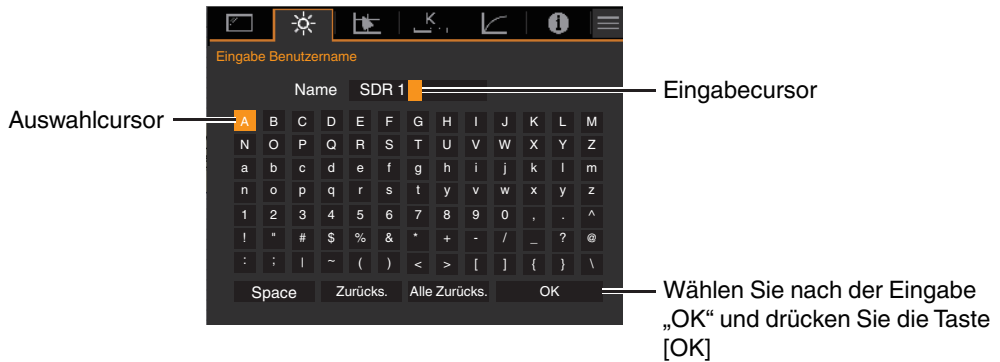 K
Eingabe Benutzername
Name SDR 1
Eingabecursor
Auswahlcursor
A B C D E F G H I J K L M
N O P Q R S T U V W X Y Z
a b c d e f g h i j k l m
n o p q r s t y v w x y z
1 2 3 4 5 6 7 8 9 0 , . ^
! " # $ % & * + - / _ ? @
: ; | ~ ( ) < > [ ] { } \
Space Zurücks. Alle Zurücks. OK
Wählen Sie nach der Eingabe
„OK“ und drücken Sie die Taste
[OK]